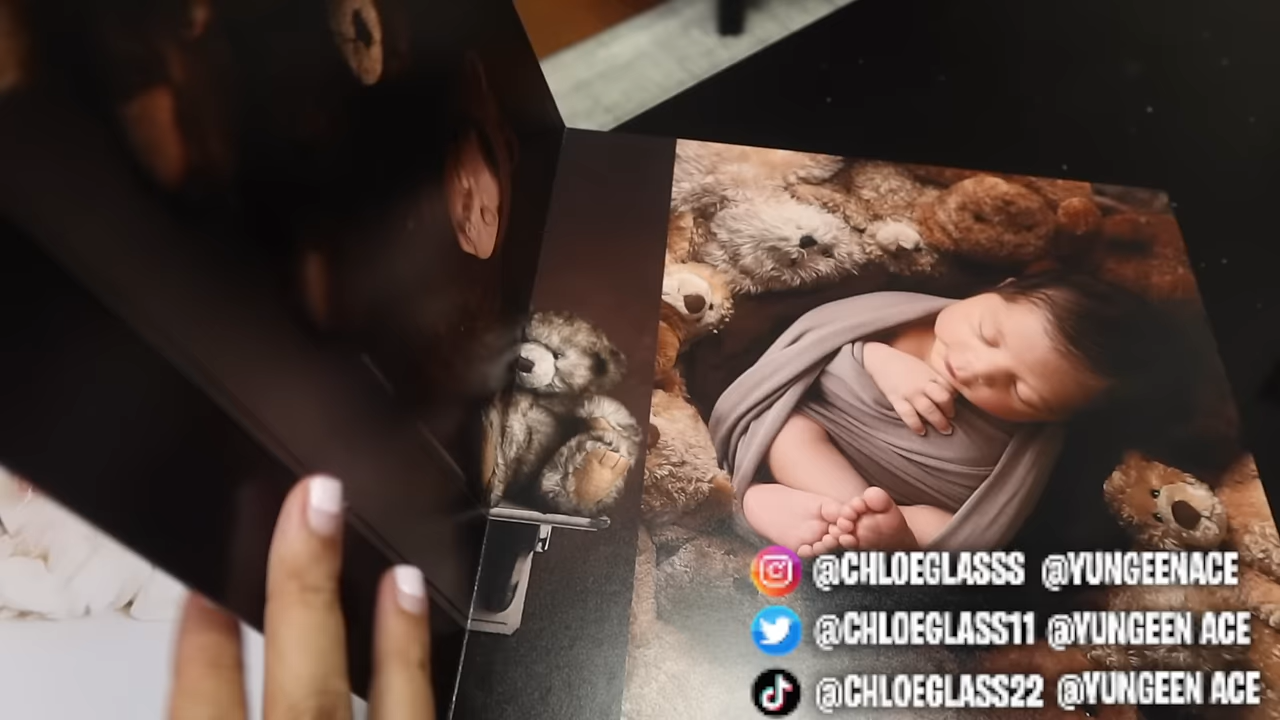 @CHLOEGLASSS @YUNGEENACE
@CHLOEGLASS11 @YUNGEEN ACE
@CHLOEGLASS22 @YUNGEEN ACE